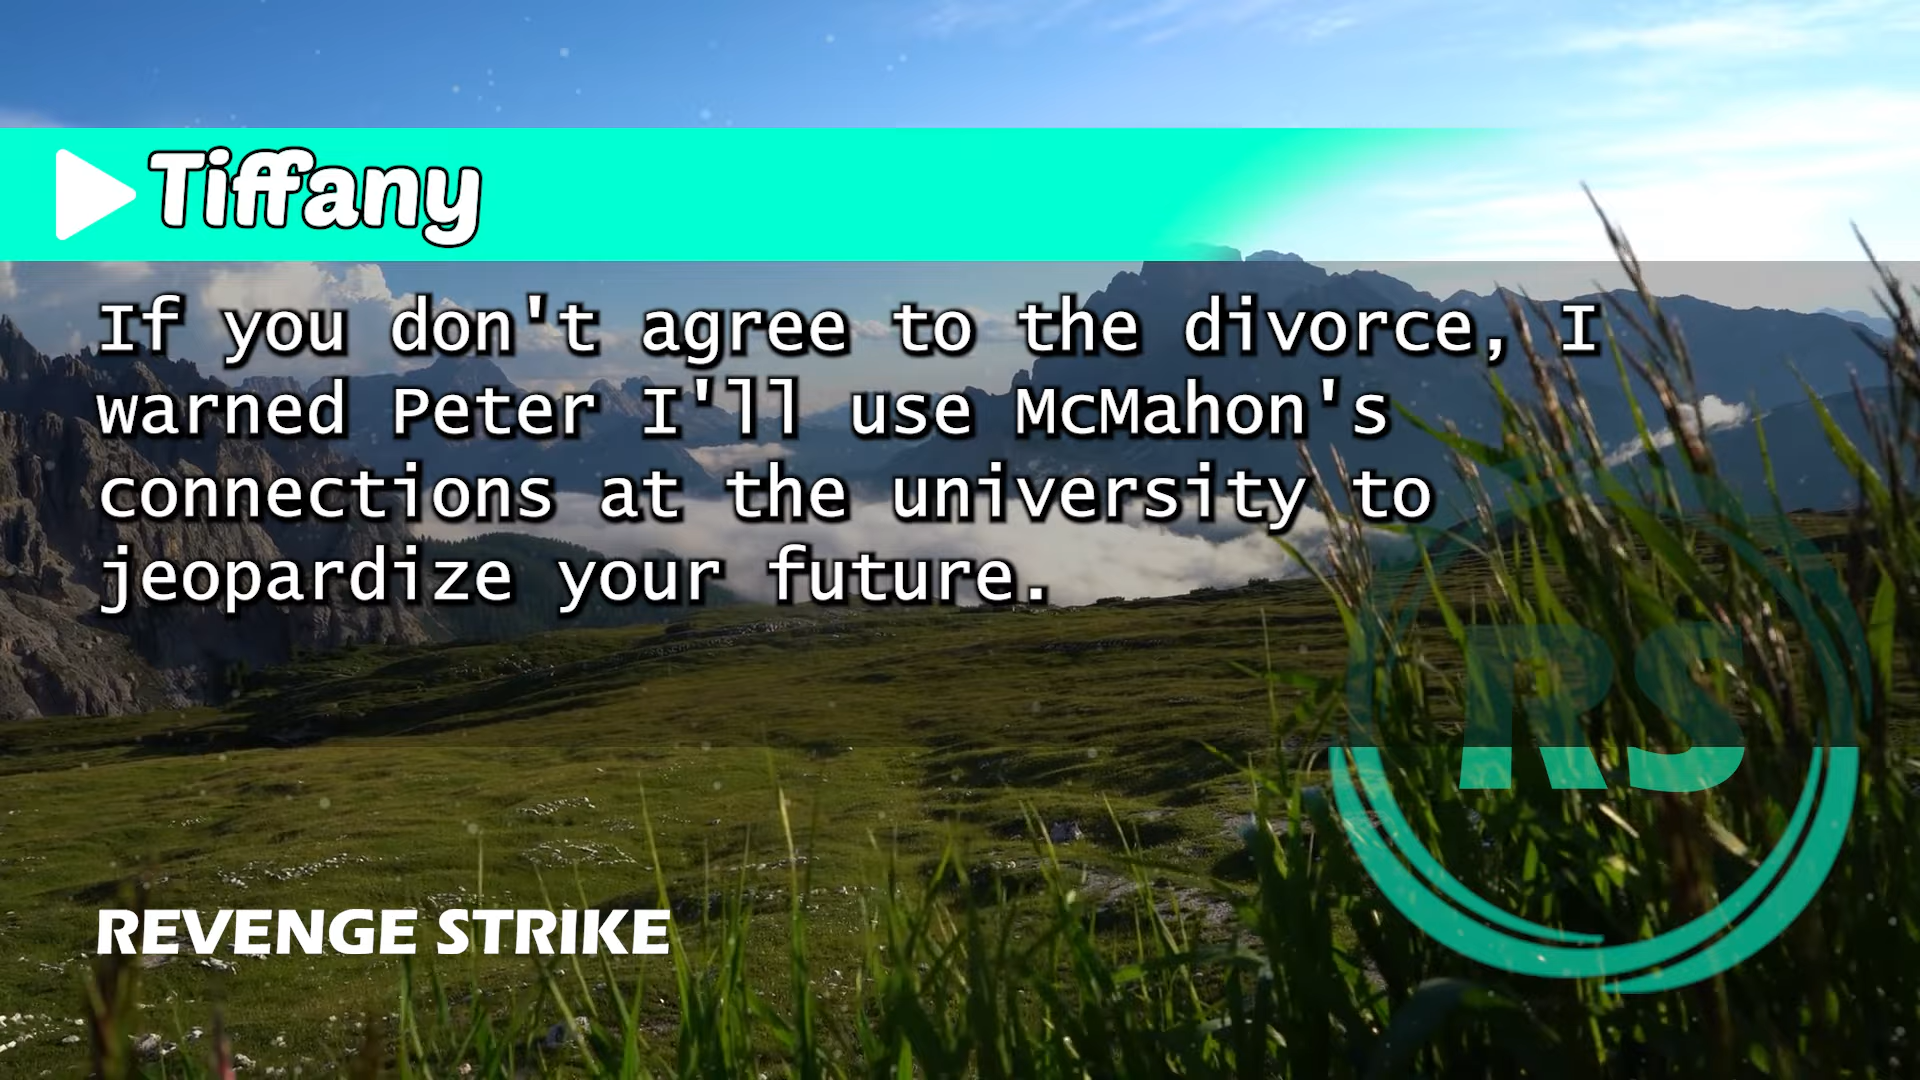 Tiffany
If you don't agree to the divorce, I
warned Peter I'll use McMahon's
connections at the university to
jeopardize your future.
RS
REVENGE STRIKE